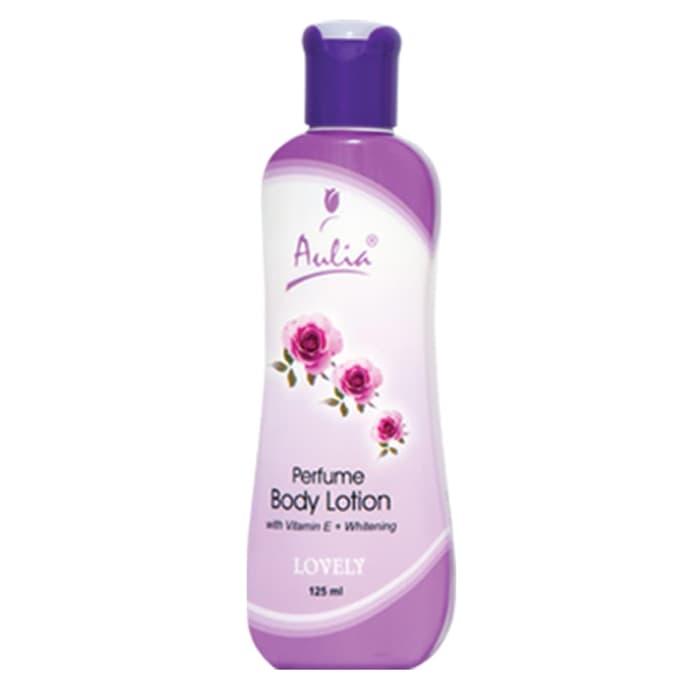 Aulia®
Perfume
Body Lotion
with Vitamin E + Whitening
LOVELY
125 ml